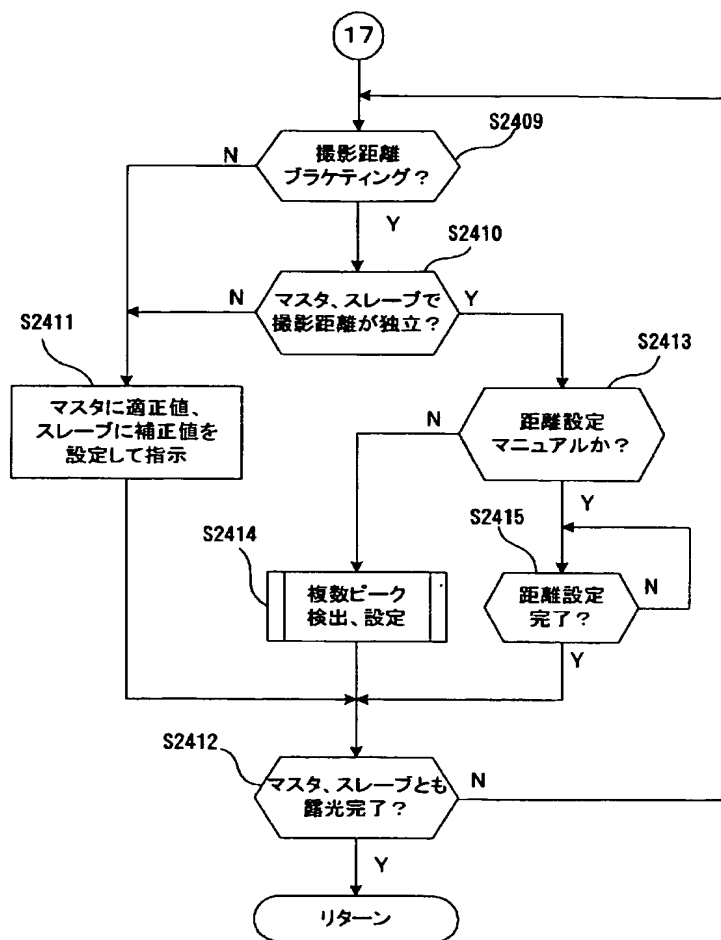 17
S2409
撮影距離
ブラケティング？
N
Y
S2410
マスタ、スレーブで
撮影距離が独立？
N
Y
S2411
マスタに適正値、
スレーブに補正値を
設定して指示
S2413
距離設定
マニュアルか？
N
Y
S2414
複数ピーク
検出、設定
S2415
距離設定
完了？
N
Y
S2412
マスタ、スレーブとも
露光完了？
N
Y
リターン